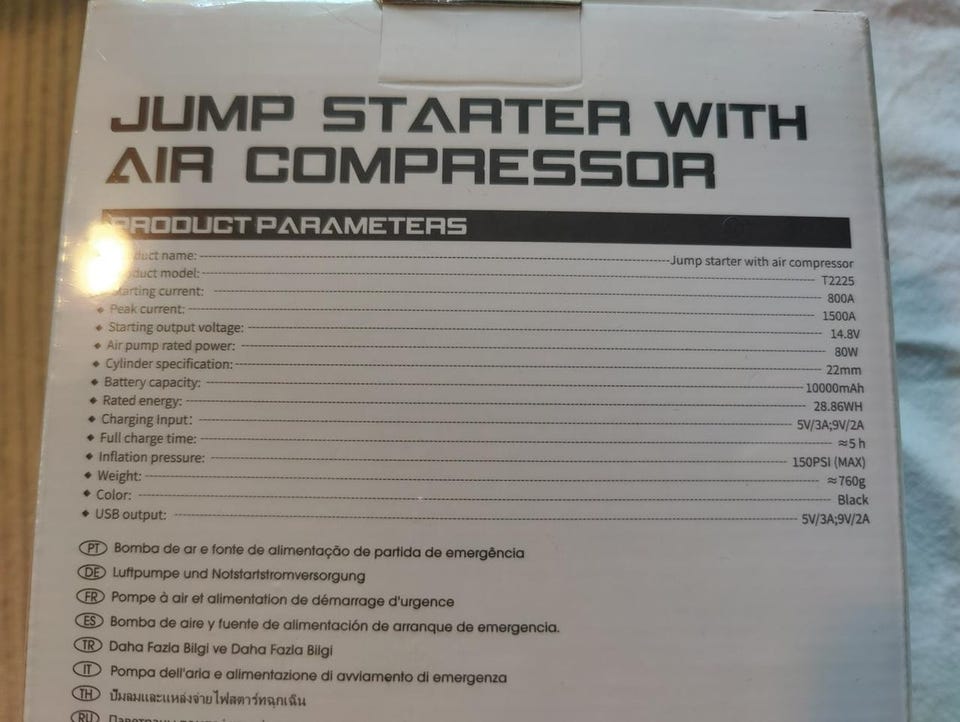 JUMP STARTER WITH
AIR COMPRESSOR
PRODUCT PARAMETERS
name: Jump starter with air compressor
model: T2225
Starting current: 800A
Peak current: 1500A
Starting output voltage: 14.8V
Air pump rated power: 80W
Cylinder specification: 22mm
Battery capacity: 10000mAh
Rated energy: 28.86WH
Charging Input: 5V/3A;9V/2A
Full charge time: ≈5 h
Inflation pressure: 150PSI (MAX)
Weight: ≈760g
Color: Black
USB output: 5V/3A;9V/2A
PT Bomba de ar e fonte de alimentação de partida de emergência
DE Luftpumpe und Notstartstromversorgung
FR Pompe à air et alimentation de démarrage d'urgence
ES Bomba de aire y fuente de alimentación de arranque de emergencia.
TR Daha Fazla Bilgi ve Daha Fazla Bilgi
IT Pompa dell'aria e alimentazione di avviamento di emergenza
TH ปั๊มลมและแหล่งจ่ายไฟสตาร์ทฉุกเฉิน
RU